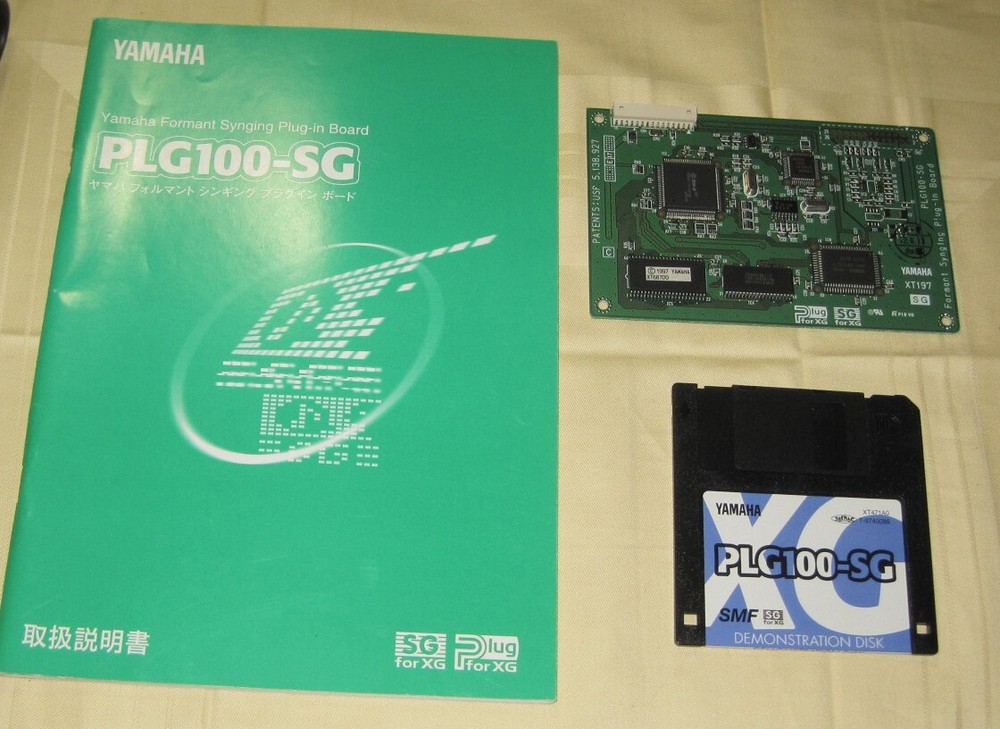 YAMAHA
Yamaha Formant Synging Plug-in Board
PLG100-SG
ヤマハ フォルマント シンギング プラグイン ボード
取扱説明書
SG
for XG
Plug
for XG
PATENTS:USP 5,138,927
C
PLG100-SG
Formant Synging Plug-in Board
YAMAHA
XT197
SG
© 1997 YAMAHA
Plug
for XG
SG
for XG
YAMAHA
XG
XT471A0
PLG100-SG
SMF
SG
for XG
DEMONSTRATION DISK